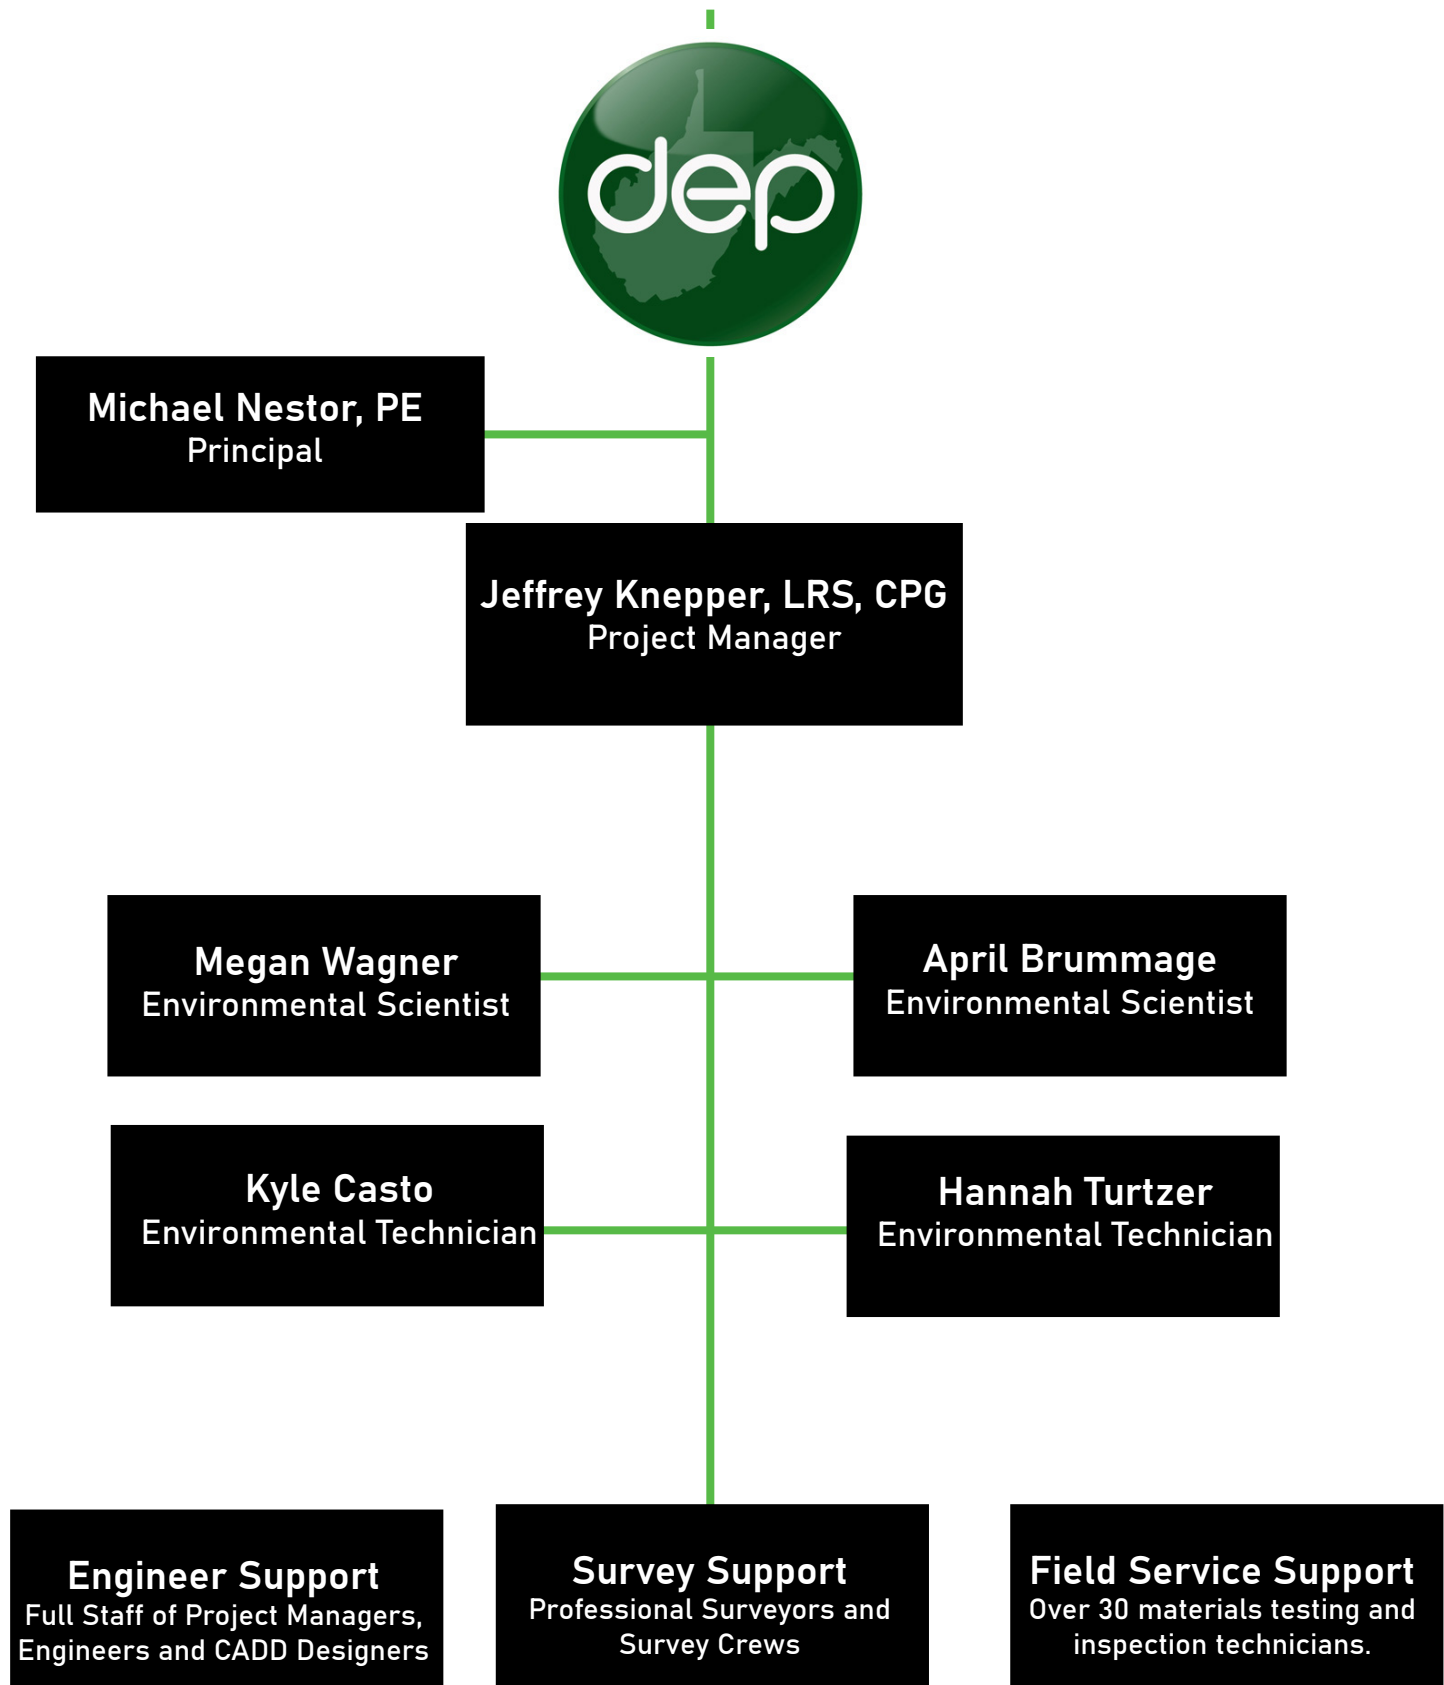 dep
Michael Nestor, PE
Principal
Jeffrey Knepper, LRS, CPG
Project Manager
Megan Wagner
Environmental Scientist
April Brummage
Environmental Scientist
Kyle Casto
Environmental Technician
Hannah Turtzer
Environmental Technician
Engineer Support
Full Staff of Project Managers,
Engineers and CADD Designers
Survey Support
Professional Surveyors and
Survey Crews
Field Service Support
Over 30 materials testing and
inspection technicians.